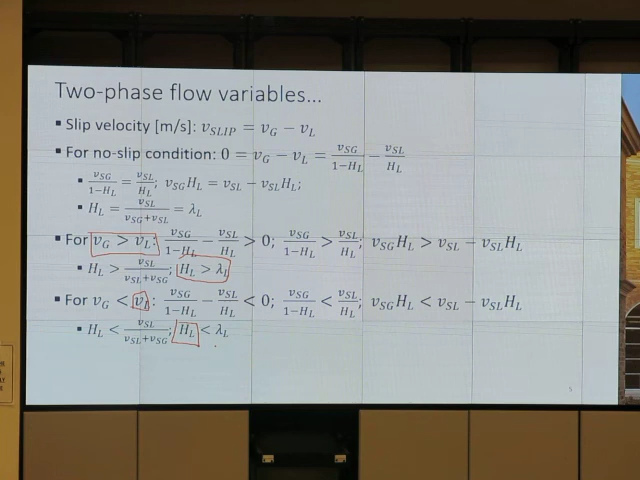 Two-phase flow variables...
▪ Slip velocity [m/s]: v_SLIP = v_G − v_L
▪ For no-slip condition: 0 = v_G − v_L = v_SG/(1−H_L) − v_SL/H_L
▪ v_SG/(1−H_L) = v_SL/H_L; v_SG H_L = v_SL − v_SL H_L;
▪ H_L = v_SL/(v_SG+v_SL) = λ_L
▪ For v_G > v_L: v_SG/(1−H_L) − v_SL/H_L > 0; v_SG/(1−H_L) > v_SL/H_L; v_SG H_L > v_SL − v_SL H_L
▪ H_L > v_SL/(v_SL+v_SG); H_L > λ_L
▪ For v_G < v_L: v_SG/(1−H_L) − v_SL/H_L < 0; v_SG/(1−H_L) < v_SL/H_L; v_SG H_L < v_SL − v_SL H_L
▪ H_L < v_SL/(v_SL+v_SG); H_L < λ_L
5